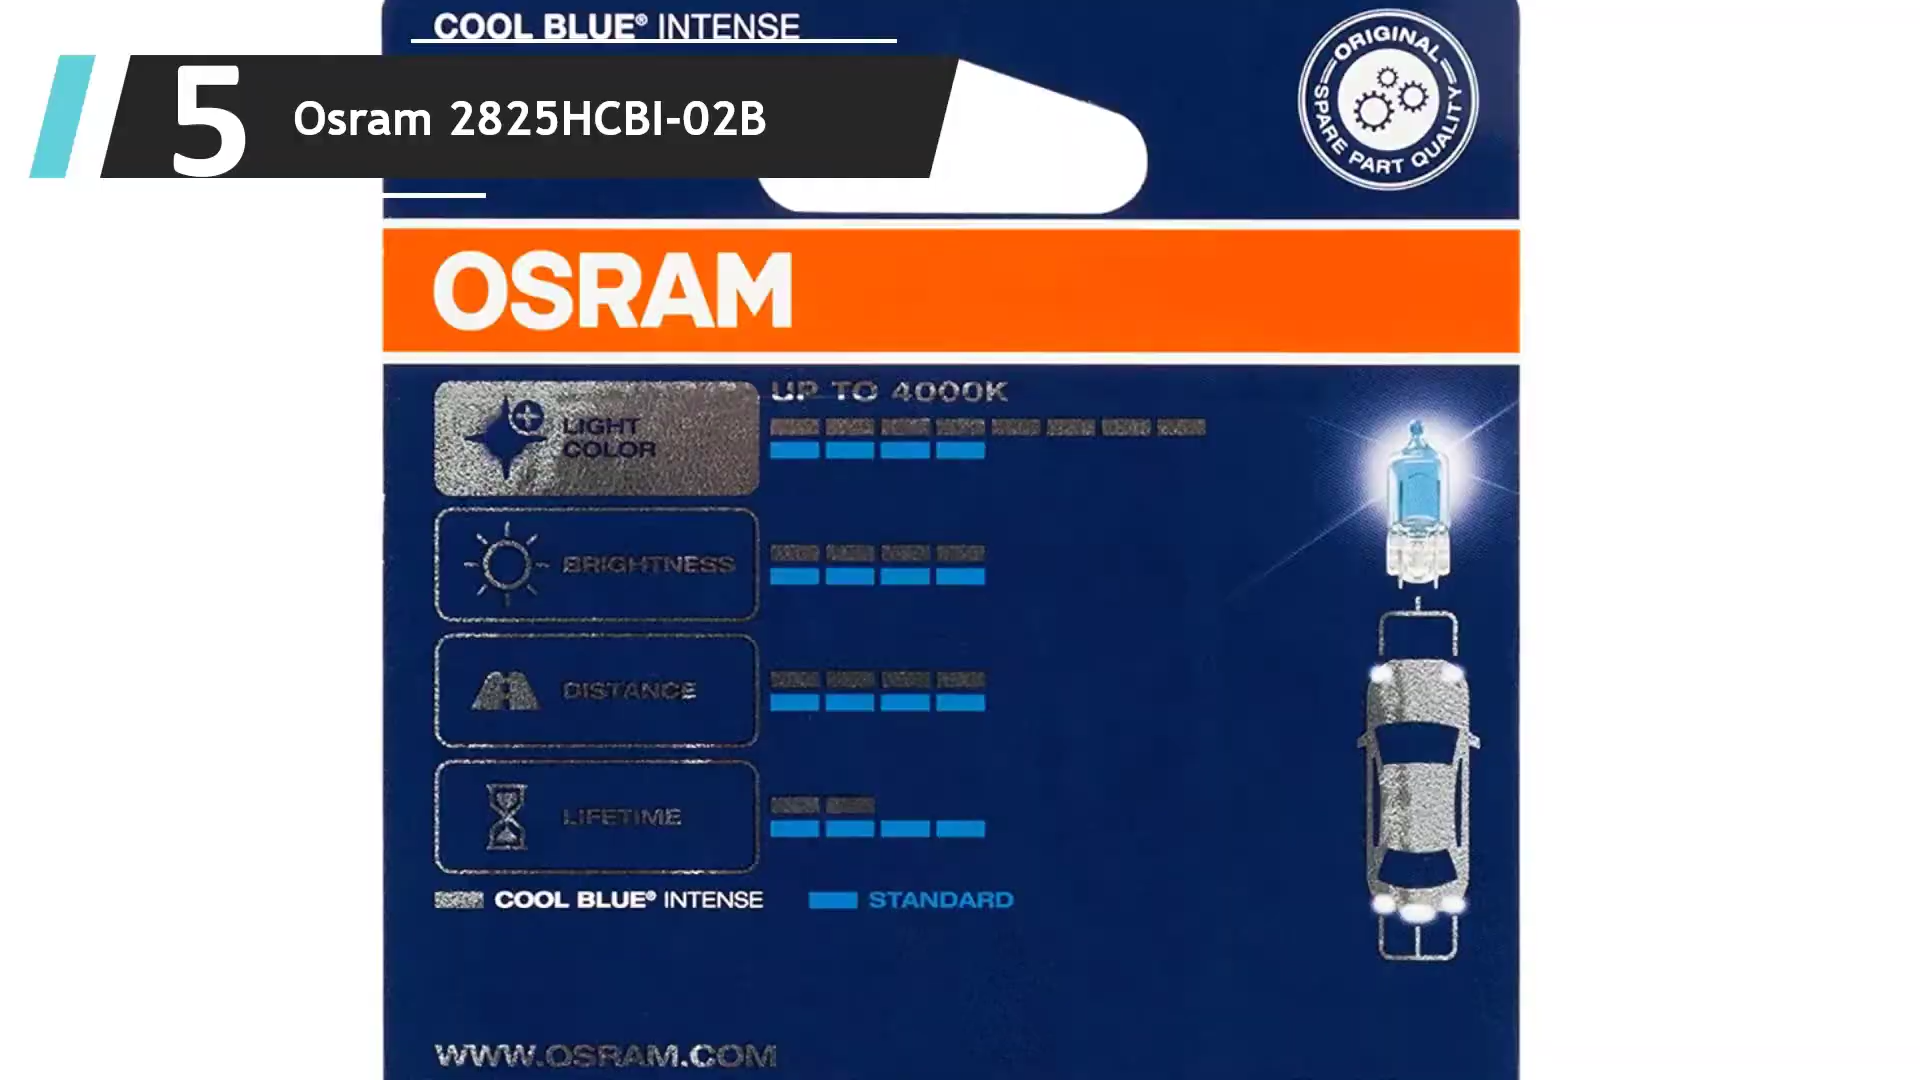 COOL BLUE® INTENSE
5 Osram 2825HCBI-02B
ORIGINAL
SPARE PART QUALITY
OSRAM
UP TO 4000K
LIGHT
COLOR
BRIGHTNESS
DISTANCE
LIFETIME
COOL BLUE® INTENSE STANDARD
WWW.OSRAM.COM